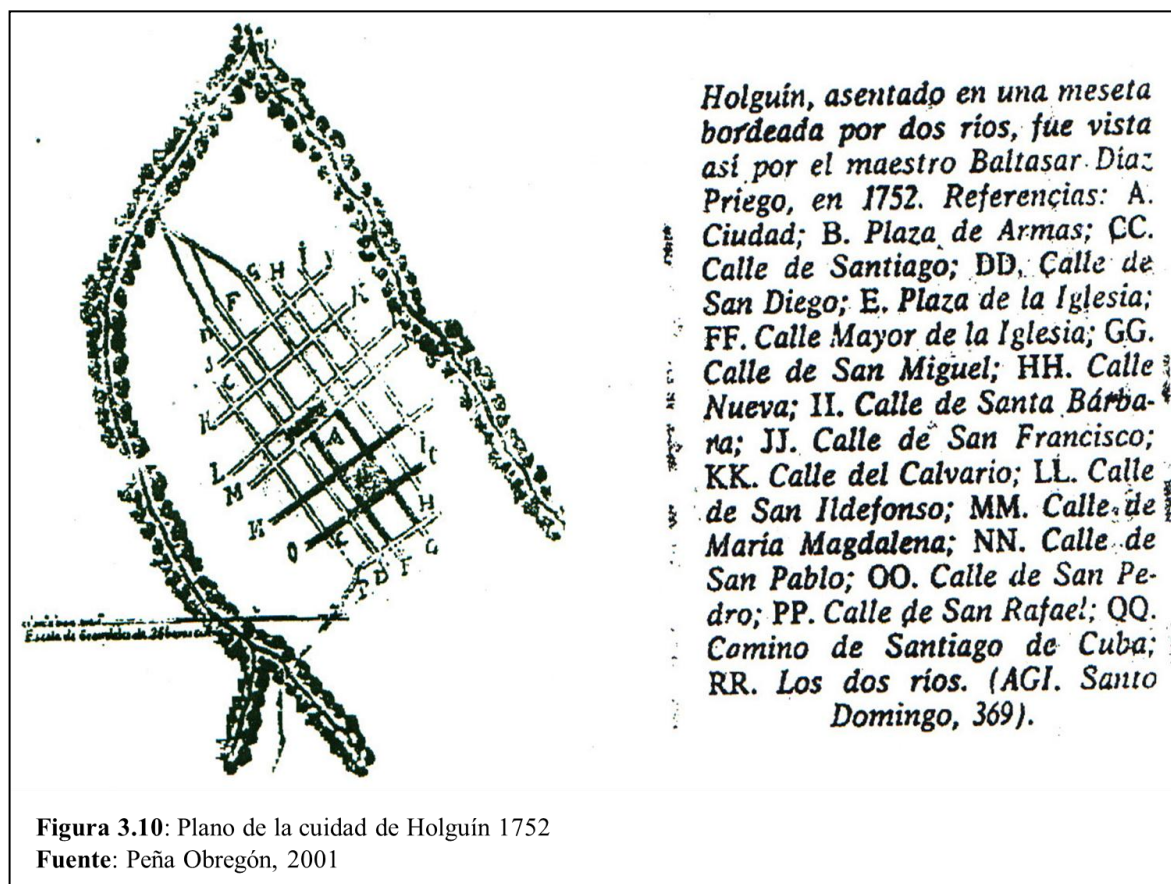 Holguín, asentado en una meseta
bordeada por dos ríos, fue vista
así por el maestro Baltasar Díaz
Priego, en 1752. Referencias: A.
Ciudad; B. Plaza de Armas; CC.
Calle de Santiago; DD. Calle de
San Diego; E. Plaza de la Iglesia;
FF. Calle Mayor de la Iglesia; GG.
Calle de San Miguel; HH. Calle
Nueva; II. Calle de Santa Bárba-
ra; JJ. Calle de San Francisco;
KK. Calle del Calvario; LL. Calle
de San Ildefonso; MM. Calle de
María Magdalena; NN. Calle de
San Pablo; OO. Calle de San Pe-
dro; PP. Calle de San Rafael; QQ.
Camino de Santiago de Cuba;
RR. Los dos ríos. (AGI. Santo
Domingo, 369).
G H I J
F
K
D
J
C
K
A
L
M
I
C
N
H
O
G
D F
Escala de
Figura 3.10: Plano de la cuidad de Holguín 1752
Fuente: Peña Obregón, 2001